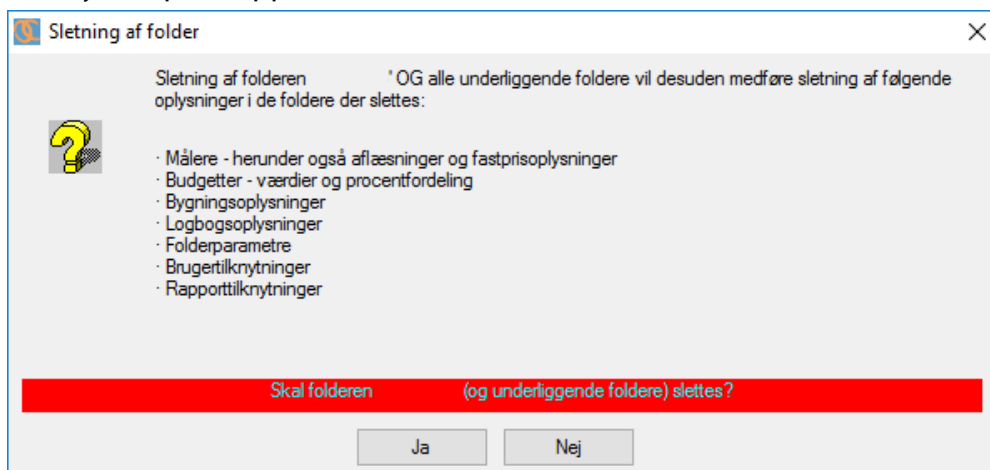 Sletning af folder
Sletning af folderen ' OG alle underliggende foldere vil desuden medføre sletning af følgende
oplysninger i de foldere der slettes:
· Målere - herunder også aflæsninger og fastprisoplysninger
· Budgetter - værdier og procentfordeling
· Bygningsoplysninger
· Logbogsoplysninger
· Folderparametre
· Brugertilknytninger
· Rapporttilknytninger
Skal folderen (og underliggende foldere) slettes?
Ja Nej